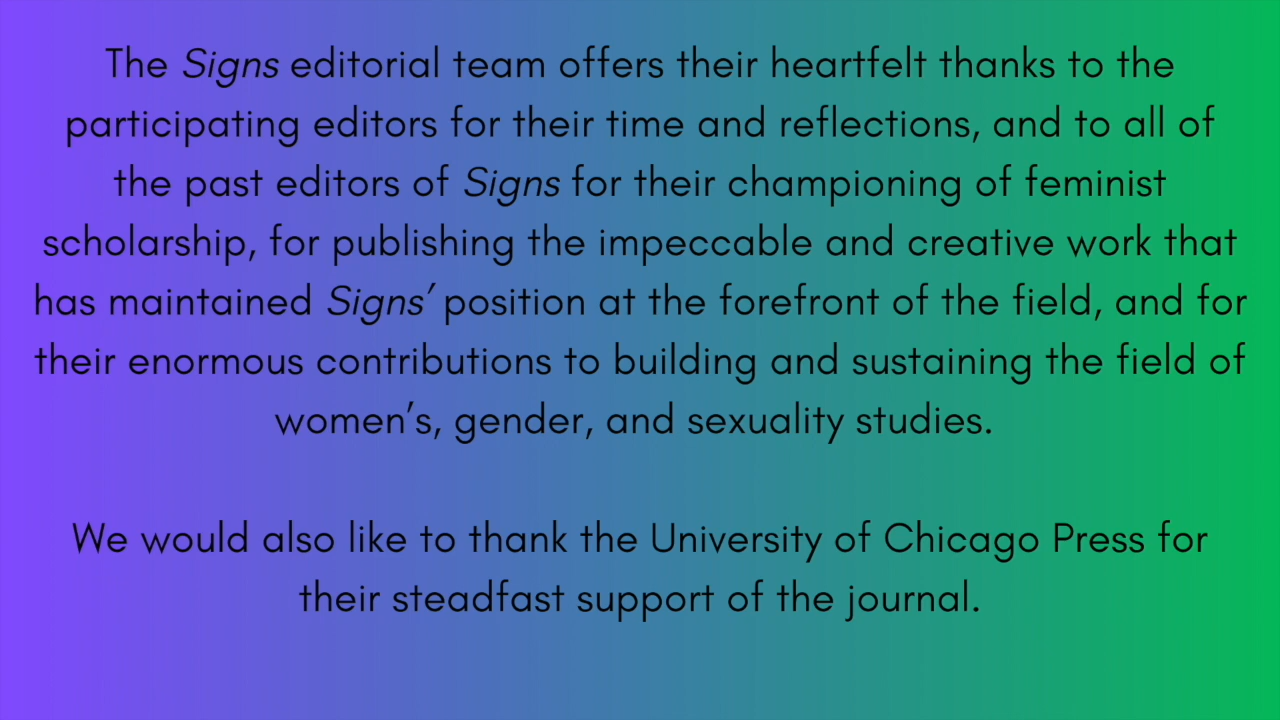 The Signs editorial team offers their heartfelt thanks to the
participating editors for their time and reflections, and to all of
the past editors of Signs for their championing of feminist
scholarship, for publishing the impeccable and creative work that
has maintained Signs’ position at the forefront of the field, and for
their enormous contributions to building and sustaining the field of
women’s, gender, and sexuality studies.
We would also like to thank the University of Chicago Press for
their steadfast support of the journal.